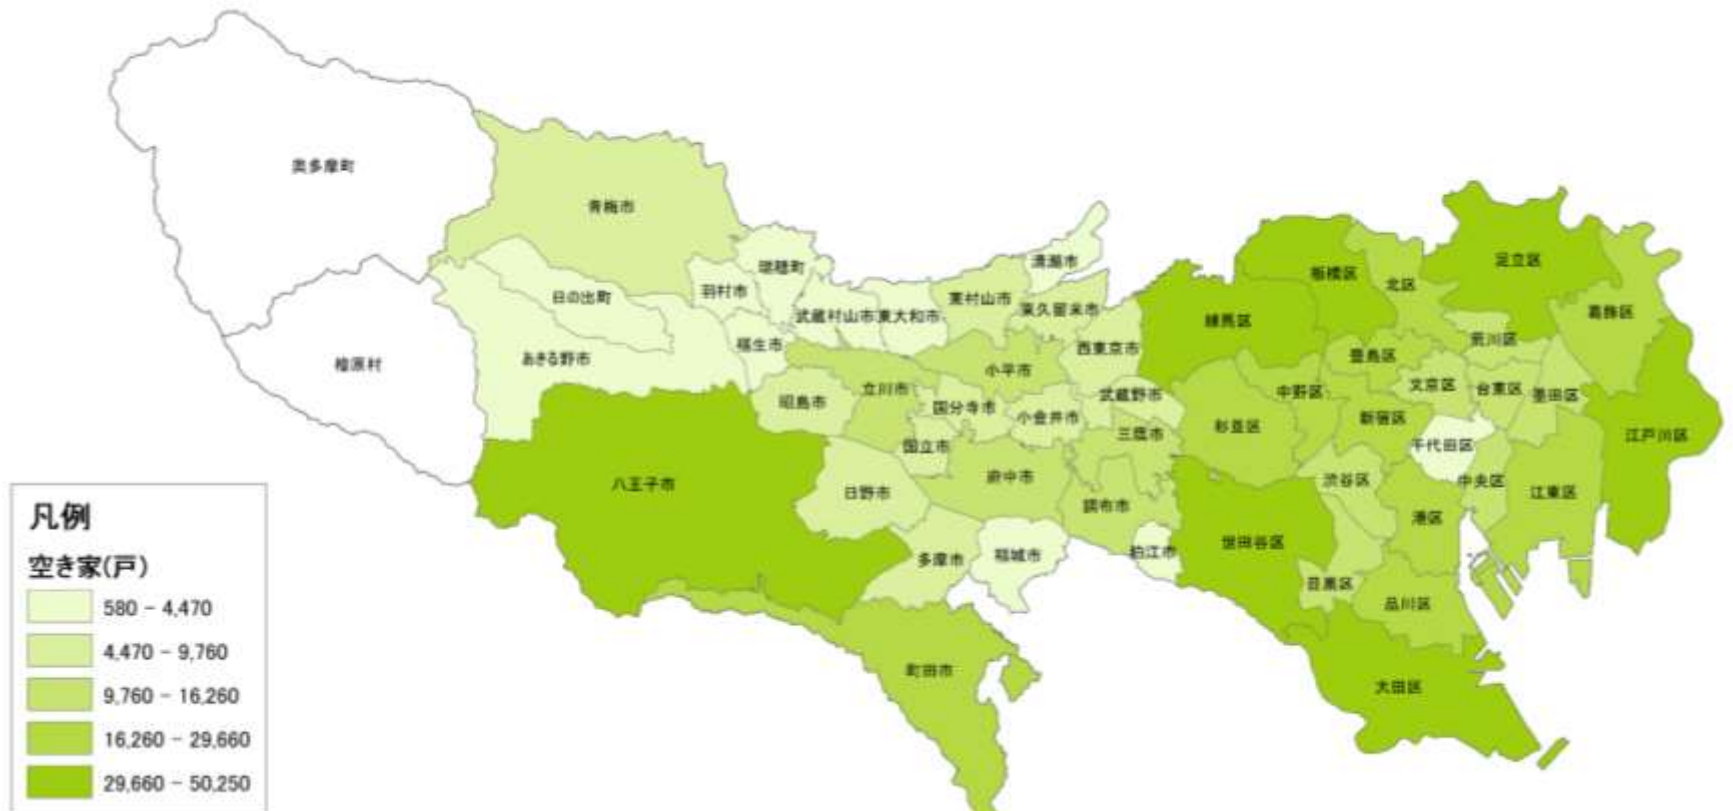 奥多摩町
青梅市
瑞穂町
清瀬市
足立区
板橋区
北区
日の出町
羽村市
武蔵村山市
東大和市
東村山市
東久留米市
練馬区
葛飾区
荒川区
檜原村
あきる野市
福生市
西東京市
豊島区
小平市
立川市
昭島市
国分寺市
小金井市
武蔵野市
中野区
文京区
台東区
墨田区
杉並区
新宿区
三鷹市
江戸川区
国立市
千代田区
八王子市
日野市
府中市
渋谷区
中央区
江東区
調布市
港区
多摩市
稲城市
狛江市
世田谷区
目黒区
品川区
町田市
大田区
凡例
空き家(戸)
580 - 4,470
4,470 - 9,760
9,760 - 16,260
16,260 - 29,660
29,660 - 50,250